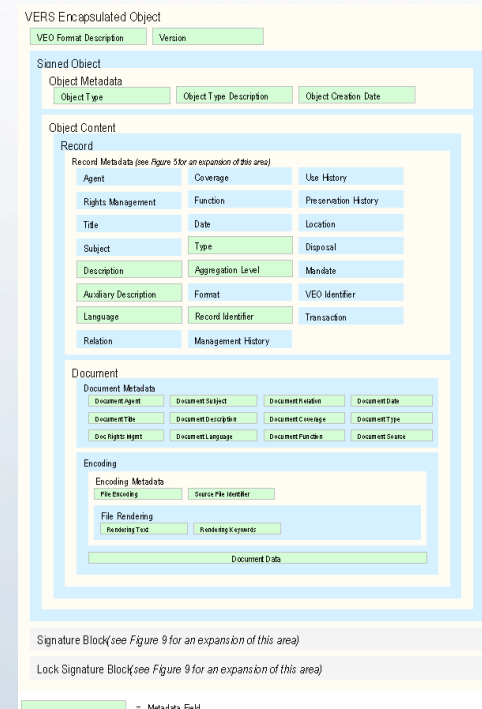 VERS Encapsulated Object
VEO Format Description Version
Signed Object
Object Metadata
Object Type Object Type Description Object Creation Date
Object Content
Record
Record Metadata (see Figure 5 for an expansion of this area)
Agent Coverage Use History
Rights Management Function Preservation History
Title Date Location
Subject Type Disposal
Description Aggregation Level Mandate
Auxiliary Description Format VEO Identifier
Language Record Identifier Transaction
Relation Management History
Document
Document Metadata
Document Agent Document Subject Document Relation Document Date
Document Title Document Description Document Coverage Document Type
Doc Rights Mgmt Document Language Document Function Document Source
Encoding
Encoding Metadata
File Encoding Source File Identifier
File Rendering
Rendering Text Rendering Keywords
Document Data
Signature Block (see Figure 9 for an expansion of this area)
Lock Signature Block (see Figure 9 for an expansion of this area)
= Metadata Field